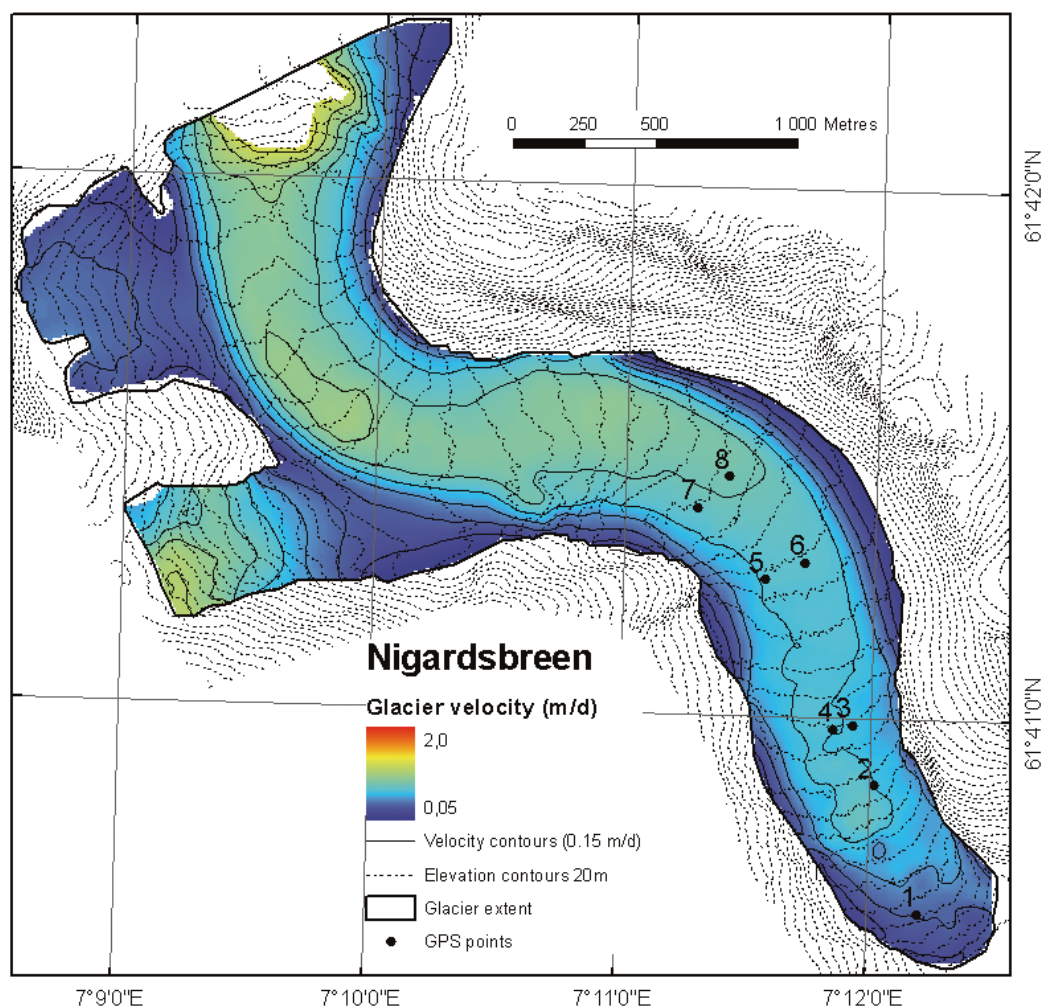 0 250 500 1 000 Metres
61°42'0"N
8
7
5 6
4 3
2
1
61°41'0"N
Nigardsbreen
Glacier velocity (m/d)
2,0
0,05
Velocity contours (0.15 m/d)
Elevation contours 20m
Glacier extent
GPS points
7°9'0"E 7°10'0"E 7°11'0"E 7°12'0"E